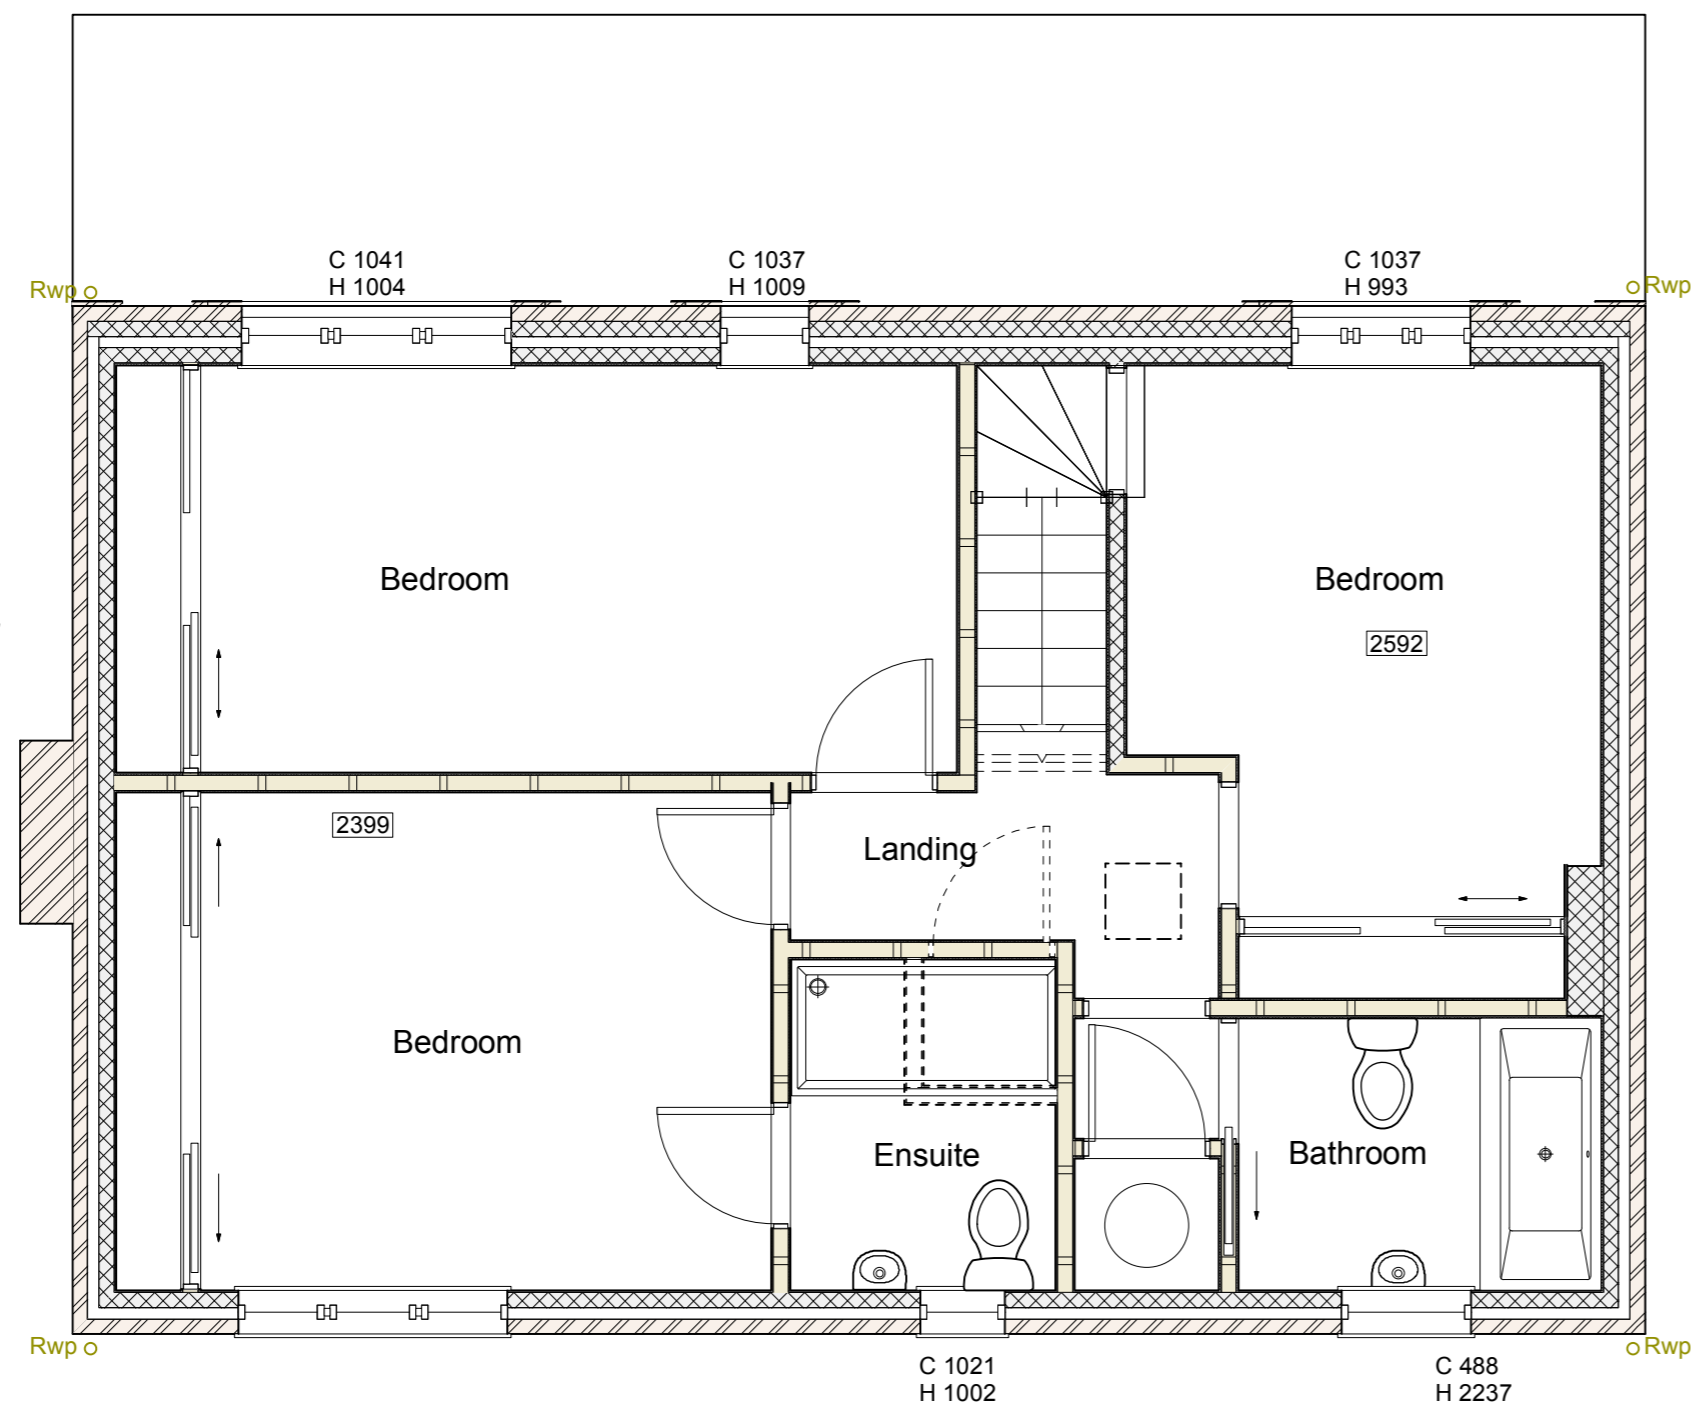 C 1041
H 1004
C 1037
H 1009
C 1037
H 993
Rwp
Rwp
Bedroom
Bedroom
2592
2399
Landing
Bedroom
Ensuite
Bathroom
Rwp
Rwp
C 1021
H 1002
C 488
H 2237